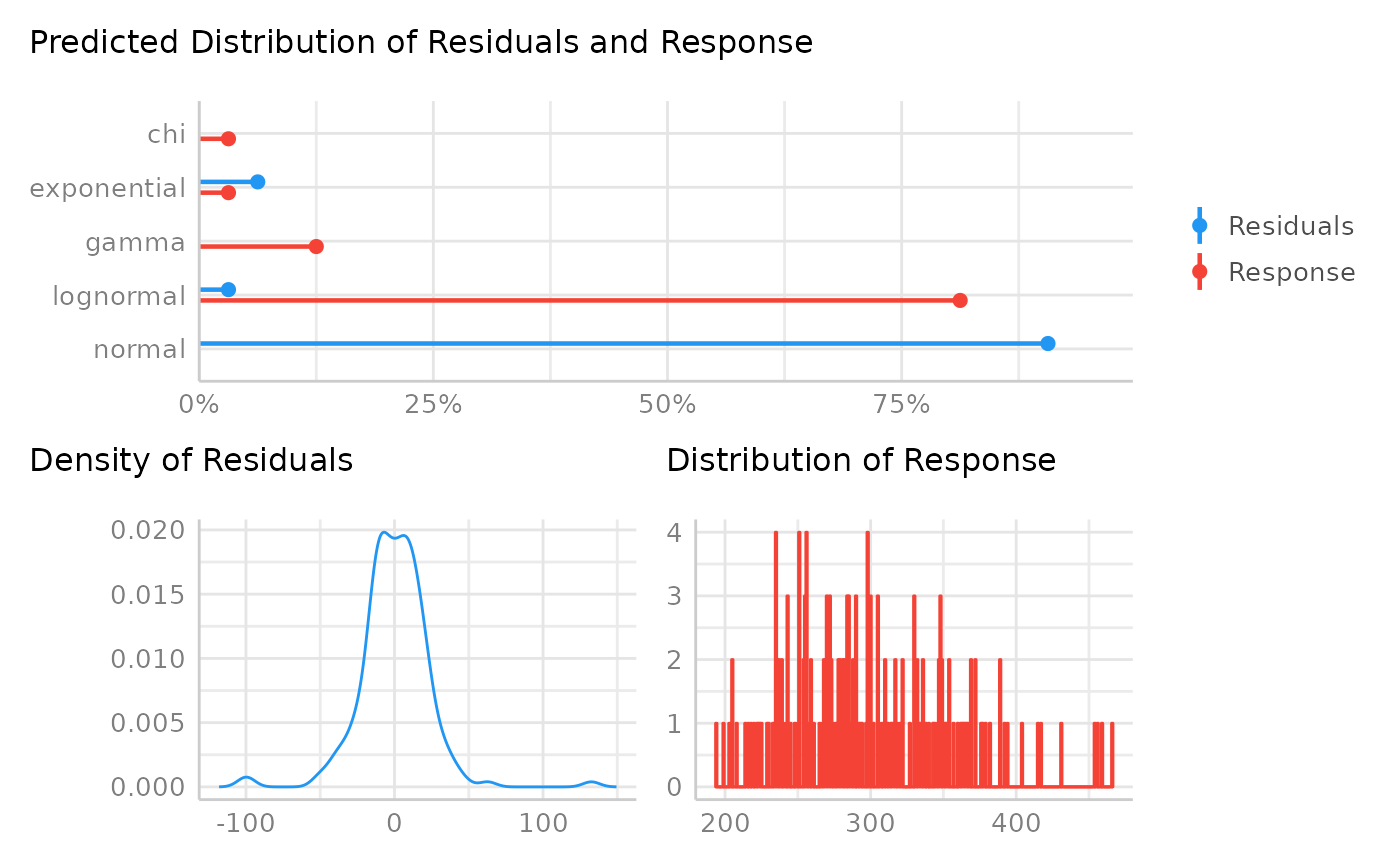 Predicted Distribution of Residuals and Response
chi
exponential
gamma
lognormal
normal
0% 25% 50% 75%
Residuals
Response
Density of Residuals
0.020
0.015
0.010
0.005
0.000
-100 0 100
Distribution of Response
4
3
2
1
0
200 300 400